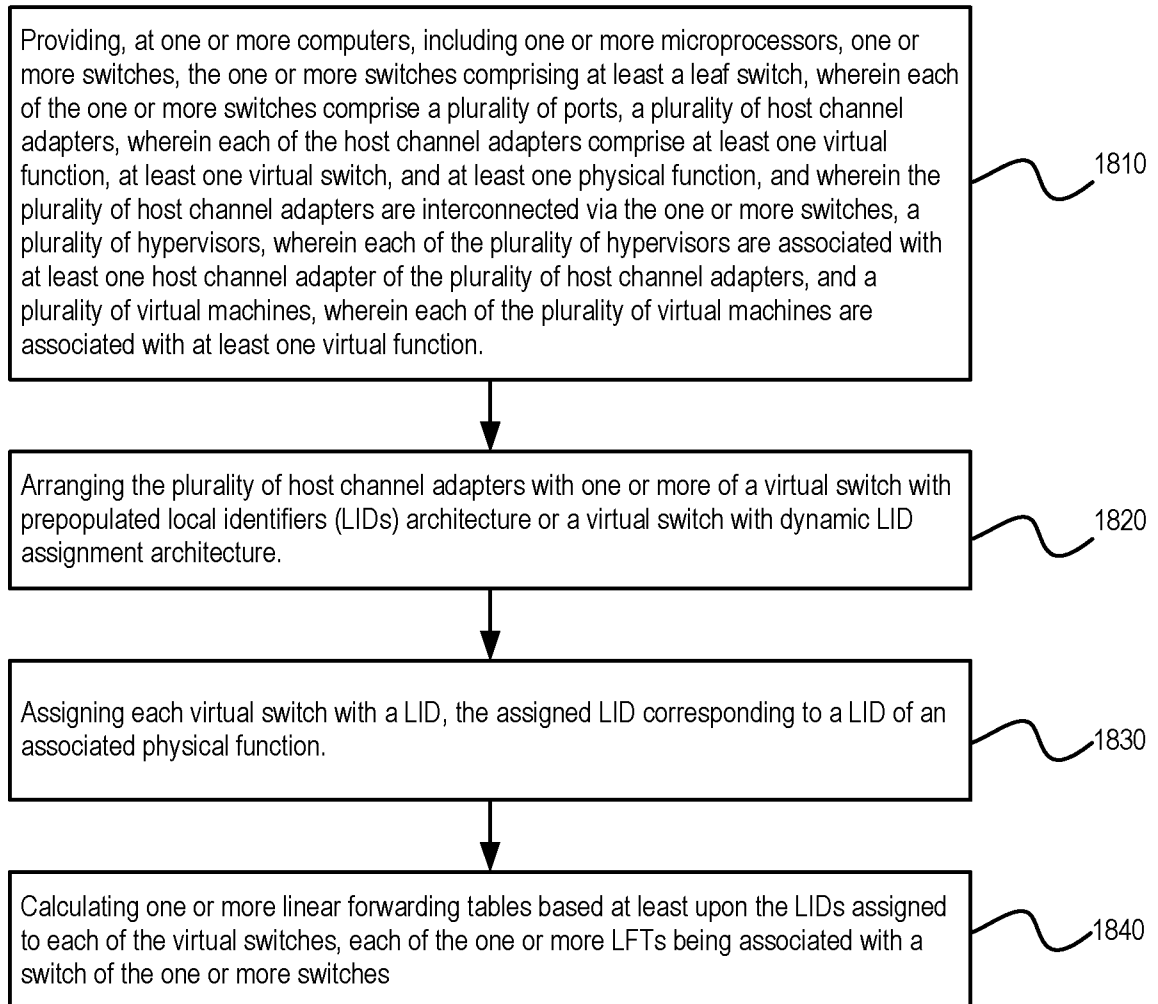 Providing, at one or more computers, including one or more microprocessors, one or
more switches, the one or more switches comprising at least a leaf switch, wherein each
of the one or more switches comprise a plurality of ports, a plurality of host channel
adapters, wherein each of the host channel adapters comprise at least one virtual
function, at least one virtual switch, and at least one physical function, and wherein the
plurality of host channel adapters are interconnected via the one or more switches, a
plurality of hypervisors, wherein each of the plurality of hypervisors are associated with
at least one host channel adapter of the plurality of host channel adapters, and a
plurality of virtual machines, wherein each of the plurality of virtual machines are
associated with at least one virtual function.
1810
Arranging the plurality of host channel adapters with one or more of a virtual switch with
prepopulated local identifiers (LIDs) architecture or a virtual switch with dynamic LID
assignment architecture.
1820
Assigning each virtual switch with a LID, the assigned LID corresponding to a LID of an
associated physical function.
1830
Calculating one or more linear forwarding tables based at least upon the LIDs assigned
to each of the virtual switches, each of the one or more LFTs being associated with a
switch of the one or more switches
1840